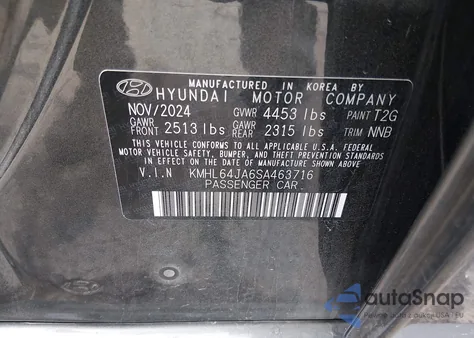 MANUFACTURED IN KOREA BY
HYUNDAI MOTOR COMPANY
NOV/2024 GVWR 4453 lbs PAINT T2G
GAWR FRONT 2513 lbs GAWR REAR 2315 lbs TRIM NNB
THIS VEHICLE CONFORMS TO ALL APPLICABLE U.S.A. FEDERAL
MOTOR VEHICLE SAFETY, BUMPER, AND THEFT PREVENTION STANDARDS
IN EFFECT ON THE DATE OF MANUFACTURE SHOWN ABOVE.
V.I.N KMHL64JA6SA463716
PASSENGER CAR
autoSnap